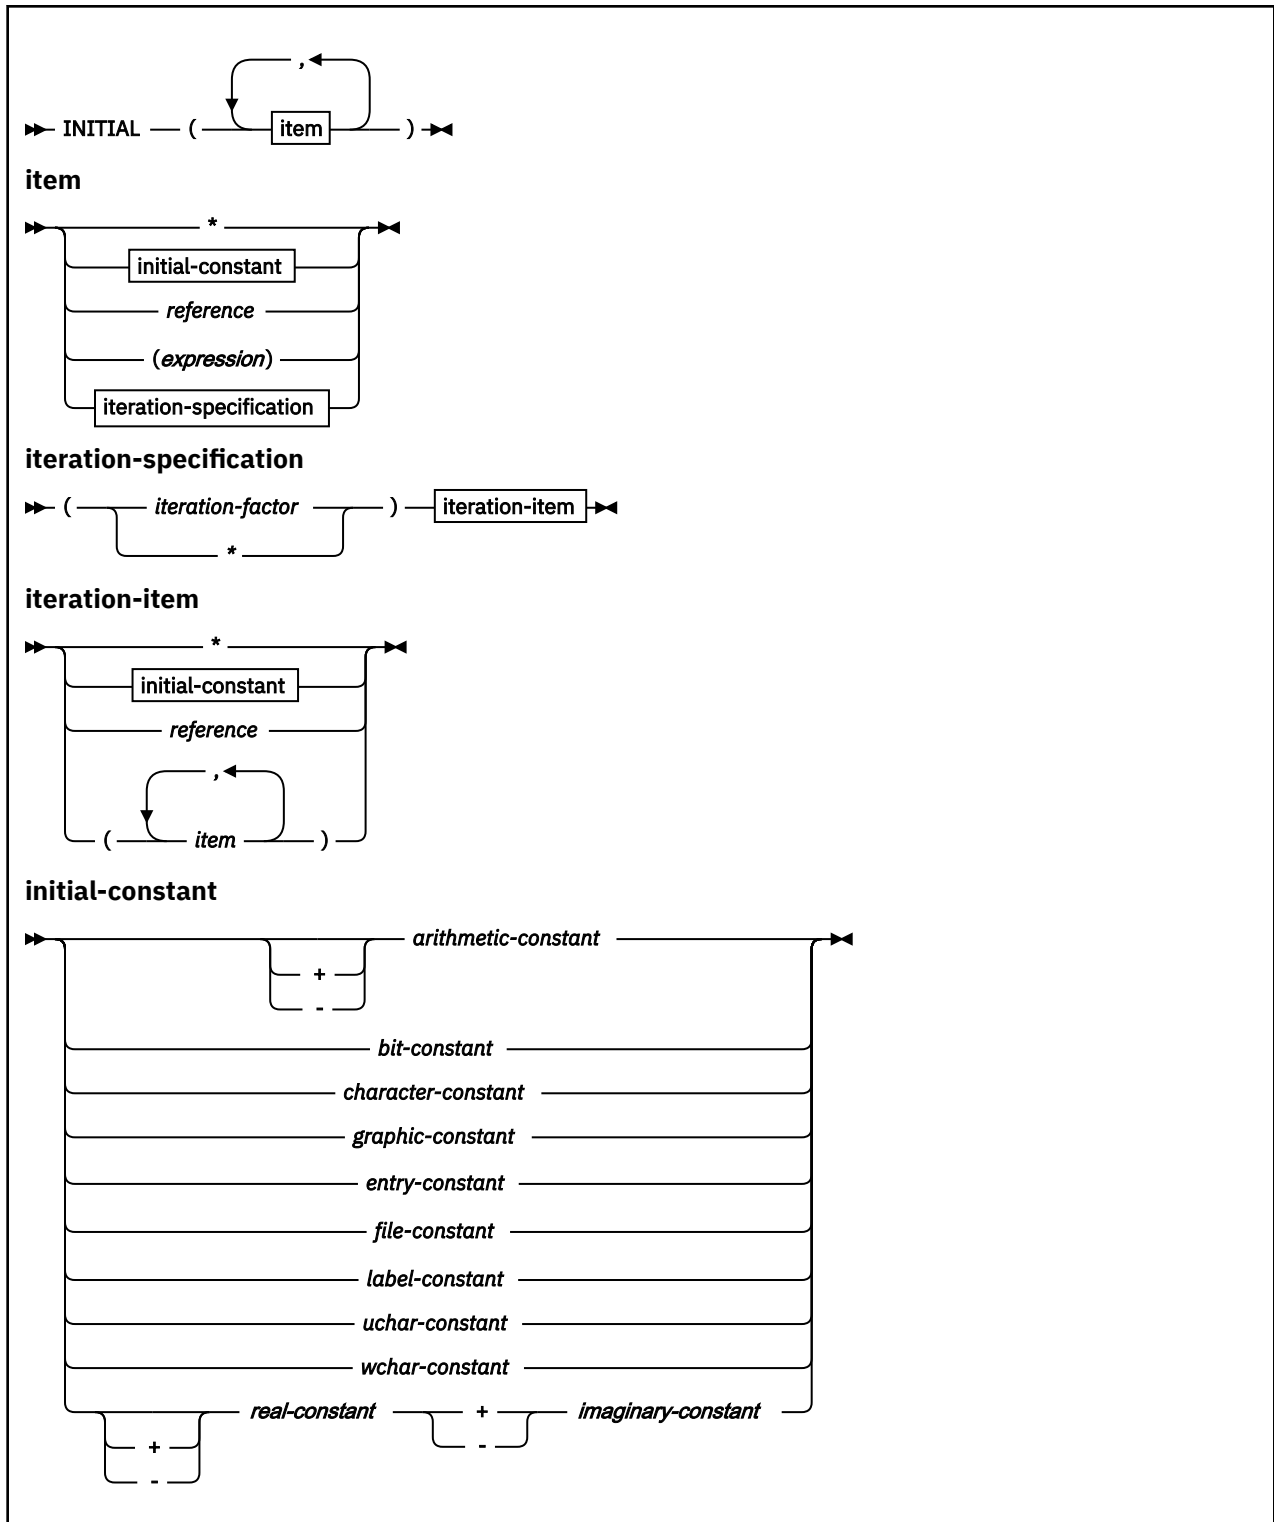 ,
INITIAL ( item )
item
*
initial-constant
reference
(expression)
iteration-specification
iteration-specification
( iteration-factor ) iteration-item
*
iteration-item
*
initial-constant
reference
,
( item )
initial-constant
arithmetic-constant
+
-
bit-constant
character-constant
graphic-constant
entry-constant
file-constant
label-constant
uchar-constant
wchar-constant
real-constant + imaginary-constant
+ -
-